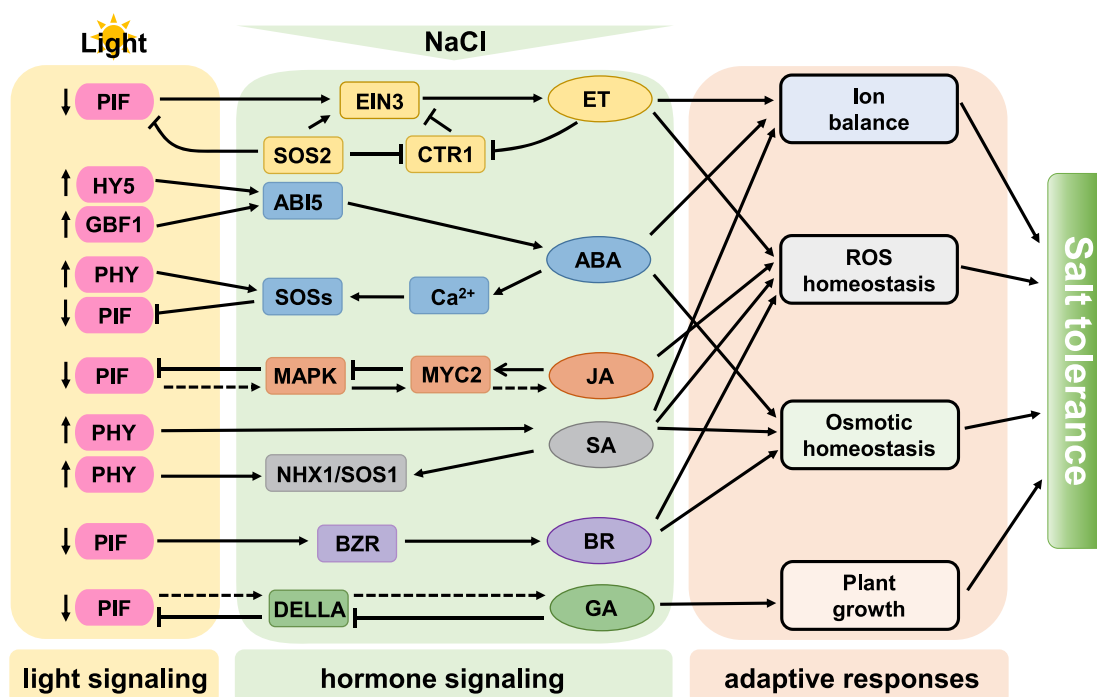 Light
NaCl
PIF
EIN3
ET
Ion
balance
SOS2
CTR1
HY5
ABI5
GBF1
ABA
ROS
homeostasis
PHY
SOSs
Ca²⁺
PIF
PIF
MAPK
MYC2
JA
PHY
SA
Osmotic
homeostasis
PHY
NHX1/SOS1
PIF
BZR
BR
PIF
DELLA
GA
Plant
growth
Salt tolerance
light signaling
hormone signaling
adaptive responses